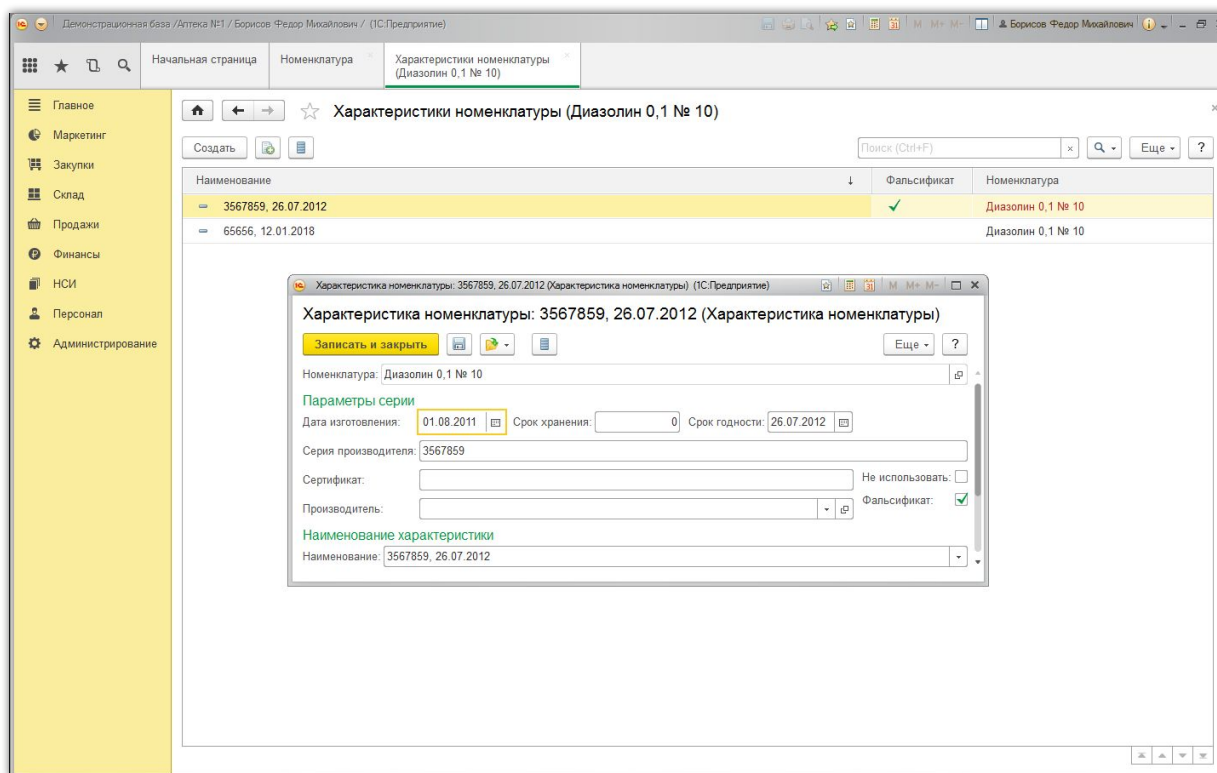 Демонстрационная база /Аптека №1 / Борисов Федор Михайлович / (1С:Предприятие)
M M+ M- Борисов Федор Михайлович
Начальная страница
Номенклатура
Характеристики номенклатуры
(Диазолин 0,1 № 10)
Главное
Маркетинг
Закупки
Склад
Продажи
Финансы
НСИ
Персонал
Администрирование
Характеристики номенклатуры (Диазолин 0,1 № 10)
Создать Поиск (Ctrl+F) × Еще ?
Наименование ↓ Фальсификат Номенклатура
3567859, 26.07.2012 Диазолин 0,1 № 10
65656, 12.01.2018 Диазолин 0,1 № 10
Характеристика номенклатуры: 3567859, 26.07.2012 (Характеристика номенклатуры) (1С:Предприятие) 31 M M+ M-
Характеристика номенклатуры: 3567859, 26.07.2012 (Характеристика номенклатуры)
Записать и закрыть Еще ?
Номенклатура: Диазолин 0,1 № 10
Параметры серии
Дата изготовления: 01.08.2011 Срок хранения: 0 Срок годности: 26.07.2012
Серия производителя: 3567859
Сертификат: Не использовать:
Производитель: Фальсификат:
Наименование характеристики
Наименование: 3567859, 26.07.2012